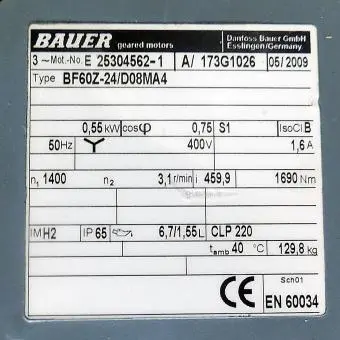 BAUER geared motors Danfoss Bauer GmbH
Esslingen/Germany
3 ~ Mot.-No. E 25304562-1 A/ 173G1026 05/2009
Type BF60Z-24/D08MA4
0,55 kW cosφ 0,75 S1 IsoCl B
50Hz Y 400V 1,6 A
n1 1400 n2 3,1 r/min i 459,9 1690 Nm
IM H2 IP 65 6,7/1,55 L CLP 220
tamb 40 °C 129,8 kg
CE Sch01
EN 60034